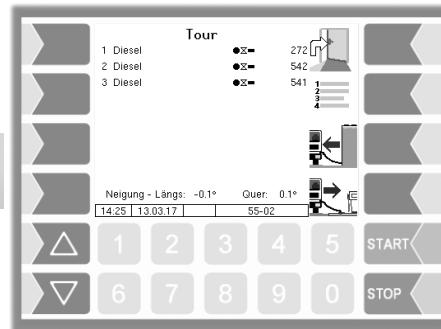 Tour
1 Diesel ●⧖▬ 272
2 Diesel ●⧖▬ 542
3 Diesel ●⧖▬ 541
1
2
3
4
Neigung - Längs: -0.1° Quer: 0.1°
14:25 13.03.17 55-02
1 2 3 4 5 START
6 7 8 9 0 STOP